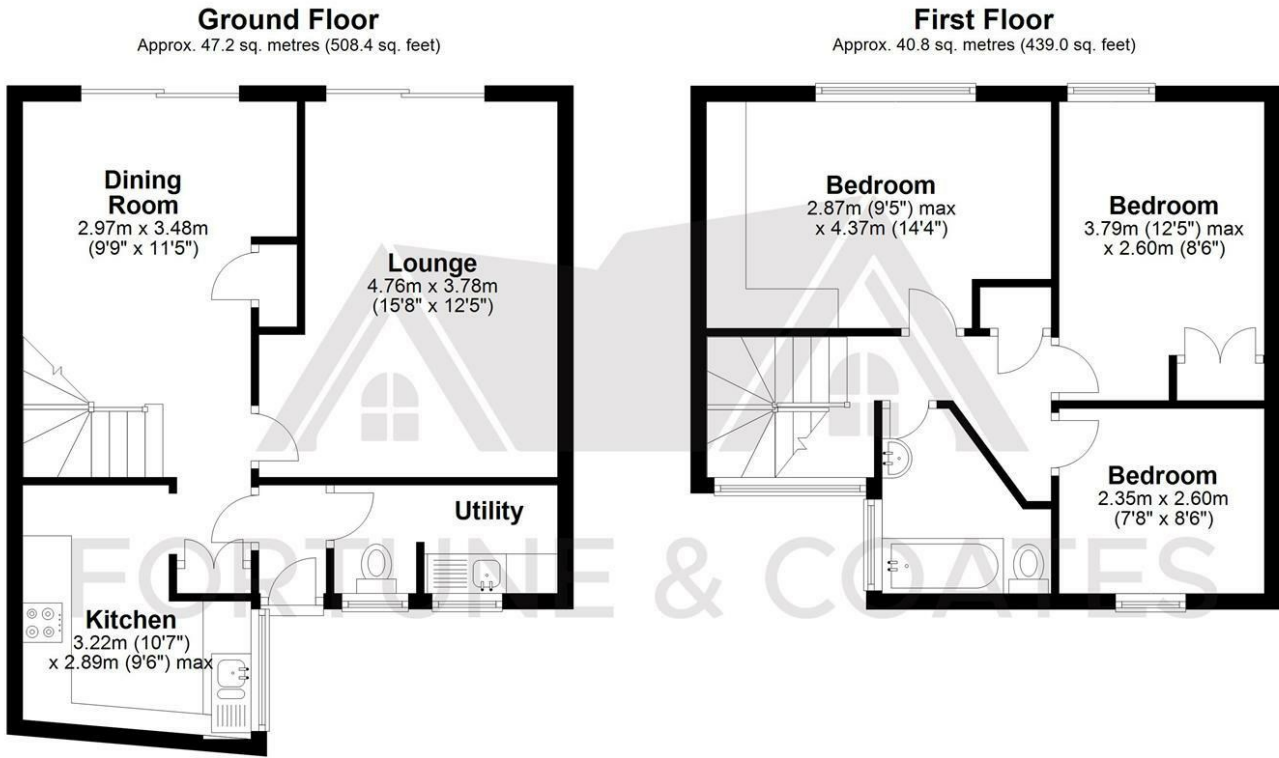 Ground Floor
Approx. 47.2 sq. metres (508.4 sq. feet)
Dining
Room
2.97m x 3.48m
(9'9" x 11'5")
Lounge
4.76m x 3.78m
(15'8" x 12'5")
Utility
Kitchen
3.22m (10'7")
x 2.89m (9'6") max
First Floor
Approx. 40.8 sq. metres (439.0 sq. feet)
Bedroom
2.87m (9'5") max
x 4.37m (14'4")
Bedroom
3.79m (12'5") max
x 2.60m (8'6")
Bedroom
2.35m x 2.60m
(7'8" x 8'6")
FORTUNE & COATES